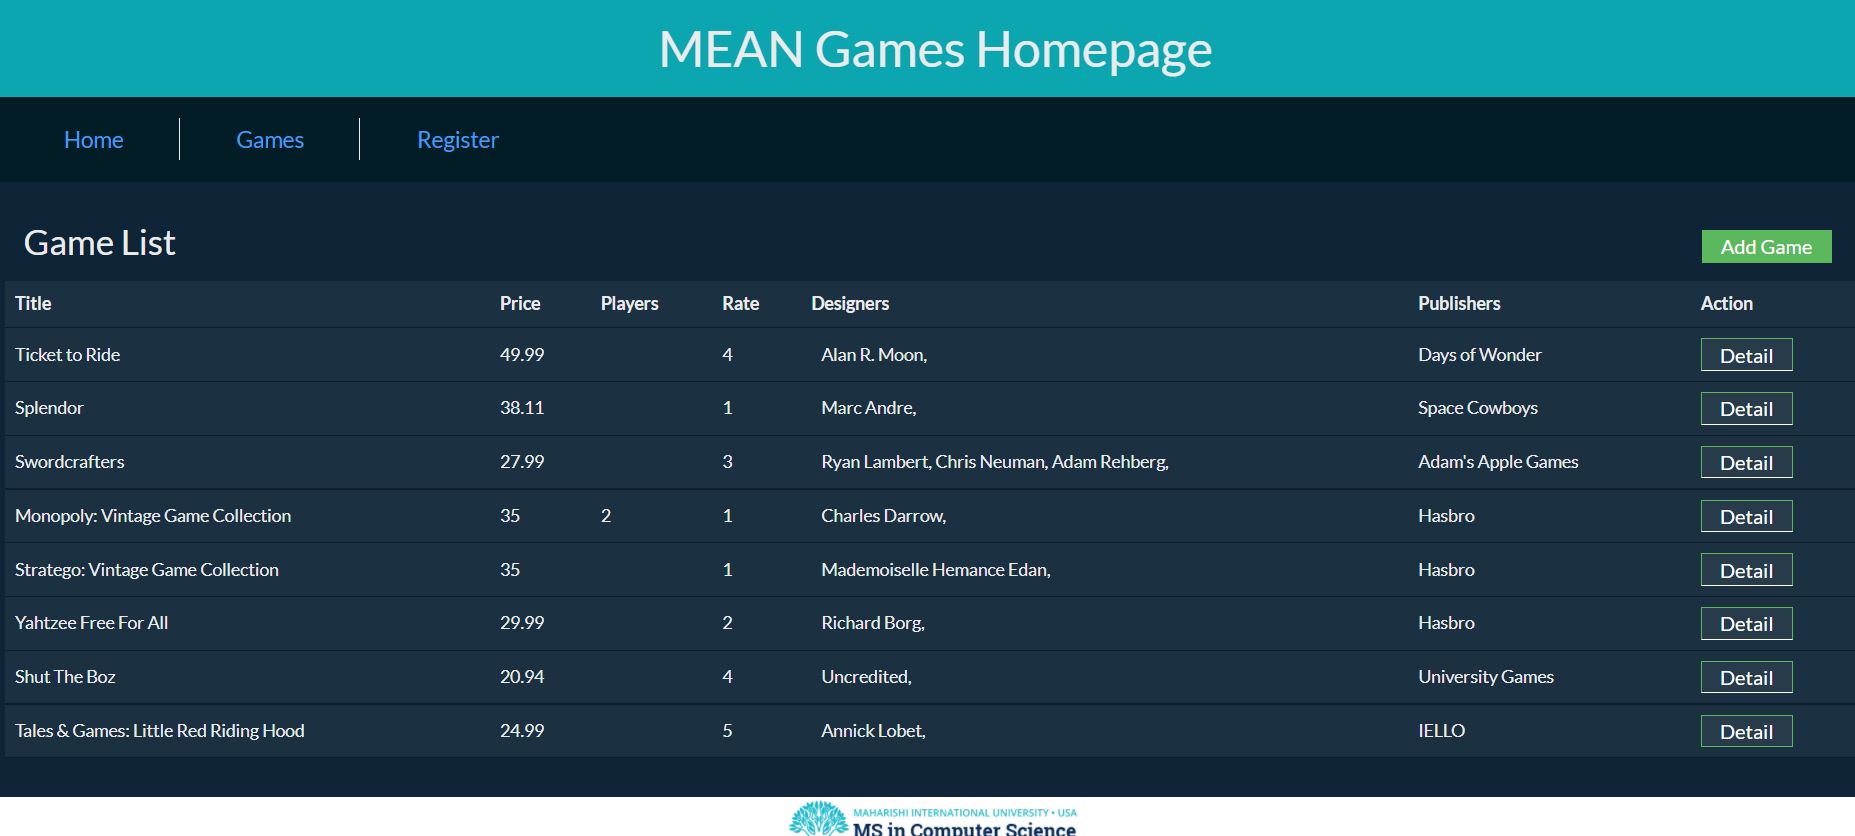 MEAN Games Homepage
Home Games Register
Game List Add Game
Title Price Players Rate Designers Publishers Action
Ticket to Ride 49.99 4 Alan R. Moon, Days of Wonder Detail
Splendor 38.11 1 Marc Andre, Space Cowboys Detail
Swordcrafters 27.99 3 Ryan Lambert, Chris Neuman, Adam Rehberg, Adam's Apple Games Detail
Monopoly: Vintage Game Collection 35 2 1 Charles Darrow, Hasbro Detail
Stratego: Vintage Game Collection 35 1 Mademoiselle Hemance Edan, Hasbro Detail
Yahtzee Free For All 29.99 2 Richard Borg, Hasbro Detail
Shut The Boz 20.94 4 Uncredited, University Games Detail
Tales & Games: Little Red Riding Hood 24.99 5 Annick Lobet, IELLO Detail
MAHARISHI INTERNATIONAL UNIVERSITY • USA
MS in Computer Science